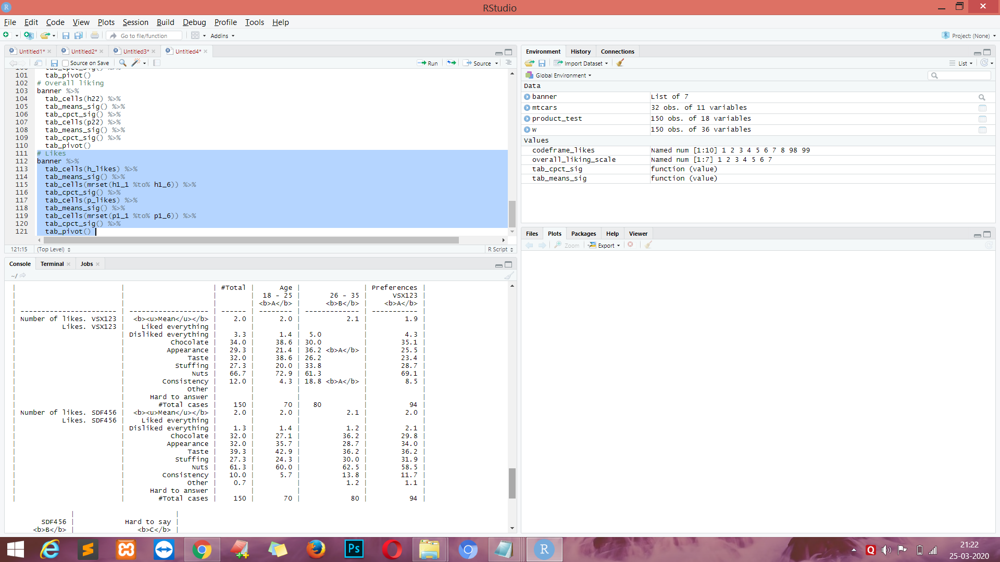 RStudio
File Edit Code View Plots Session Build Debug Profile Tools Help
Go to file/function Addins Project: (None)
Untitled1* Untitled2* Untitled3* Untitled4*
Source on Save Run Source
101 tab_pivot()
102 # Overall liking
103 banner %>%
104 tab_cells(h22) %>%
105 tab_means_sig() %>%
106 tab_cpct_sig() %>%
107 tab_cells(p22) %>%
108 tab_means_sig() %>%
109 tab_cpct_sig() %>%
110 tab_pivot()
111 # Likes
112 banner %>%
113 tab_cells(h_likes) %>%
114 tab_means_sig() %>%
115 tab_cells(mrset(h1_1 %to% h1_6)) %>%
116 tab_cpct_sig() %>%
117 tab_cells(p_likes) %>%
118 tab_means_sig() %>%
119 tab_cells(mrset(p1_1 %to% p1_6)) %>%
120 tab_cpct_sig() %>%
121 tab_pivot()
121:15 (Top Level) R Script
Console Terminal Jobs
~/
| | | #Total | Age | | Preferences |
| | | | 18 - 25 | 26 - 35 | VSX123 |
| | | | <b>A</b> | <b>B</b> | <b>A</b> |
| ----------------------- | ------------------- | ------ | -------- | ------------- | ----------- |
| Number of likes. VSX123 | <b><u>Mean</u></b> | 2.0 | 2.0 | 2.1 | 1.9 |
| Likes. VSX123 | Liked everything | | | | |
| | Disliked everything | 3.3 | 1.4 | 5.0 | 4.3 |
| | Chocolate | 34.0 | 38.6 | 30.0 | 35.1 |
| | Appearance | 29.3 | 21.4 | 36.2 <b>A</b> | 25.5 |
| | Taste | 32.0 | 38.6 | 26.2 | 23.4 |
| | Stuffing | 27.3 | 20.0 | 33.8 | 28.7 |
| | Nuts | 66.7 | 72.9 | 61.3 | 69.1 |
| | Consistency | 12.0 | 4.3 | 18.8 <b>A</b> | 8.5 |
| | Other | | | | |
| | Hard to answer | | | | |
| | #Total cases | 150 | 70 | 80 | 94 |
| Number of likes. SDF456 | <b><u>Mean</u></b> | 2.0 | 2.0 | 2.1 | 2.0 |
| Likes. SDF456 | Liked everything | | | | |
| | Disliked everything | 1.3 | 1.4 | 1.2 | 2.1 |
| | Chocolate | 32.0 | 27.1 | 36.2 | 29.8 |
| | Appearance | 32.0 | 35.7 | 28.7 | 34.0 |
| | Taste | 39.3 | 42.9 | 36.2 | 36.2 |
| | Stuffing | 27.3 | 24.3 | 30.0 | 31.9 |
| | Nuts | 61.3 | 60.0 | 62.5 | 58.5 |
| | Consistency | 10.0 | 5.7 | 13.8 | 11.7 |
| | Other | 0.7 | | 1.2 | 1.1 |
| | Hard to answer | | | | |
| | #Total cases | 150 | 70 | 80 | 94 |
| |
SDF456 | Hard to say |
<b>B</b> | <b>C</b> |
Environment History Connections
Import Dataset List
Global Environment
Data
banner List of 7
mtcars 32 obs. of 11 variables
product_test 150 obs. of 18 variables
w 150 obs. of 36 variables
Values
codeframe_likes Named num [1:10] 1 2 3 4 5 6 7 8 98 99
overall_liking_scale Named num [1:7] 1 2 3 4 5 6 7
tab_cpct_sig function (value)
tab_means_sig function (value)
Files Plots Packages Help Viewer
Zoom Export
Ps
R
21:22
25-03-2020